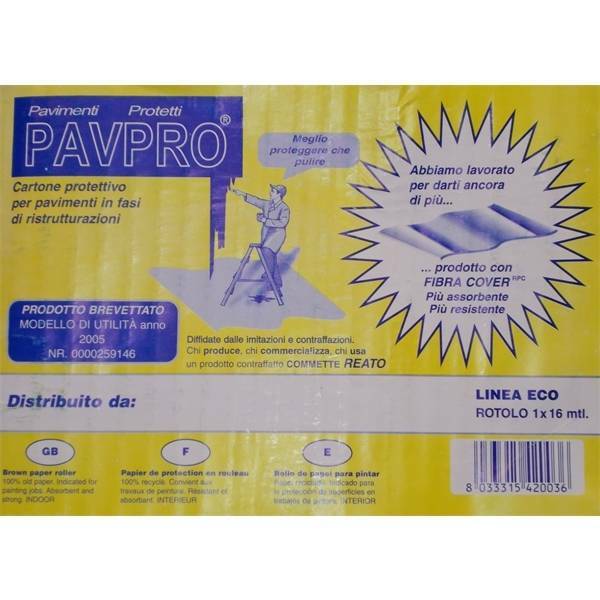 Pavimenti Protetti
PAVPRO®
Cartone protettivo
per pavimenti in fasi
di ristrutturazioni
Meglio
proteggere che
pulire
Abbiamo lavorato
per darti ancora
di più...
... prodotto con
FIBRA COVER RPC
Più assorbente
Più resistente
PRODOTTO BREVETTATO
MODELLO DI UTILITÀ anno
2005
NR. 0000259146
Diffidate dalle imitazioni e contraffazioni.
Chi produce, chi commercializza, chi usa
un prodotto contraffatto COMMETTE REATO
Distribuito da:
LINEA ECO
ROTOLO 1x16 mtl.
GB
Brown paper roller
100% old paper. Indicated for
painting jobs. Absorbent and
strong. INDOOR
F
Papier de protection en rouleau
100% recyclé. Convient aux
travaux de peinture. Résistant et
absorbant. INTERIEUR
E
Rollo de papel para pintar
Papel reciclado. Indicado para
la protección de superficies en
trabajos de pintura. INTERIOR
8 033315 420036